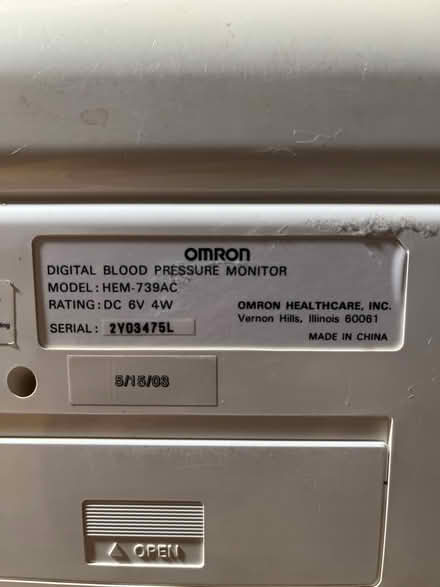 OMRON
DIGITAL BLOOD PRESSURE MONITOR
MODEL: HEM-739AC
RATING: DC 6V 4W
OMRON HEALTHCARE, INC.
Vernon Hills, Illinois 60061
SERIAL: 2Y03475L
MADE IN CHINA
5/15/03
△ OPEN